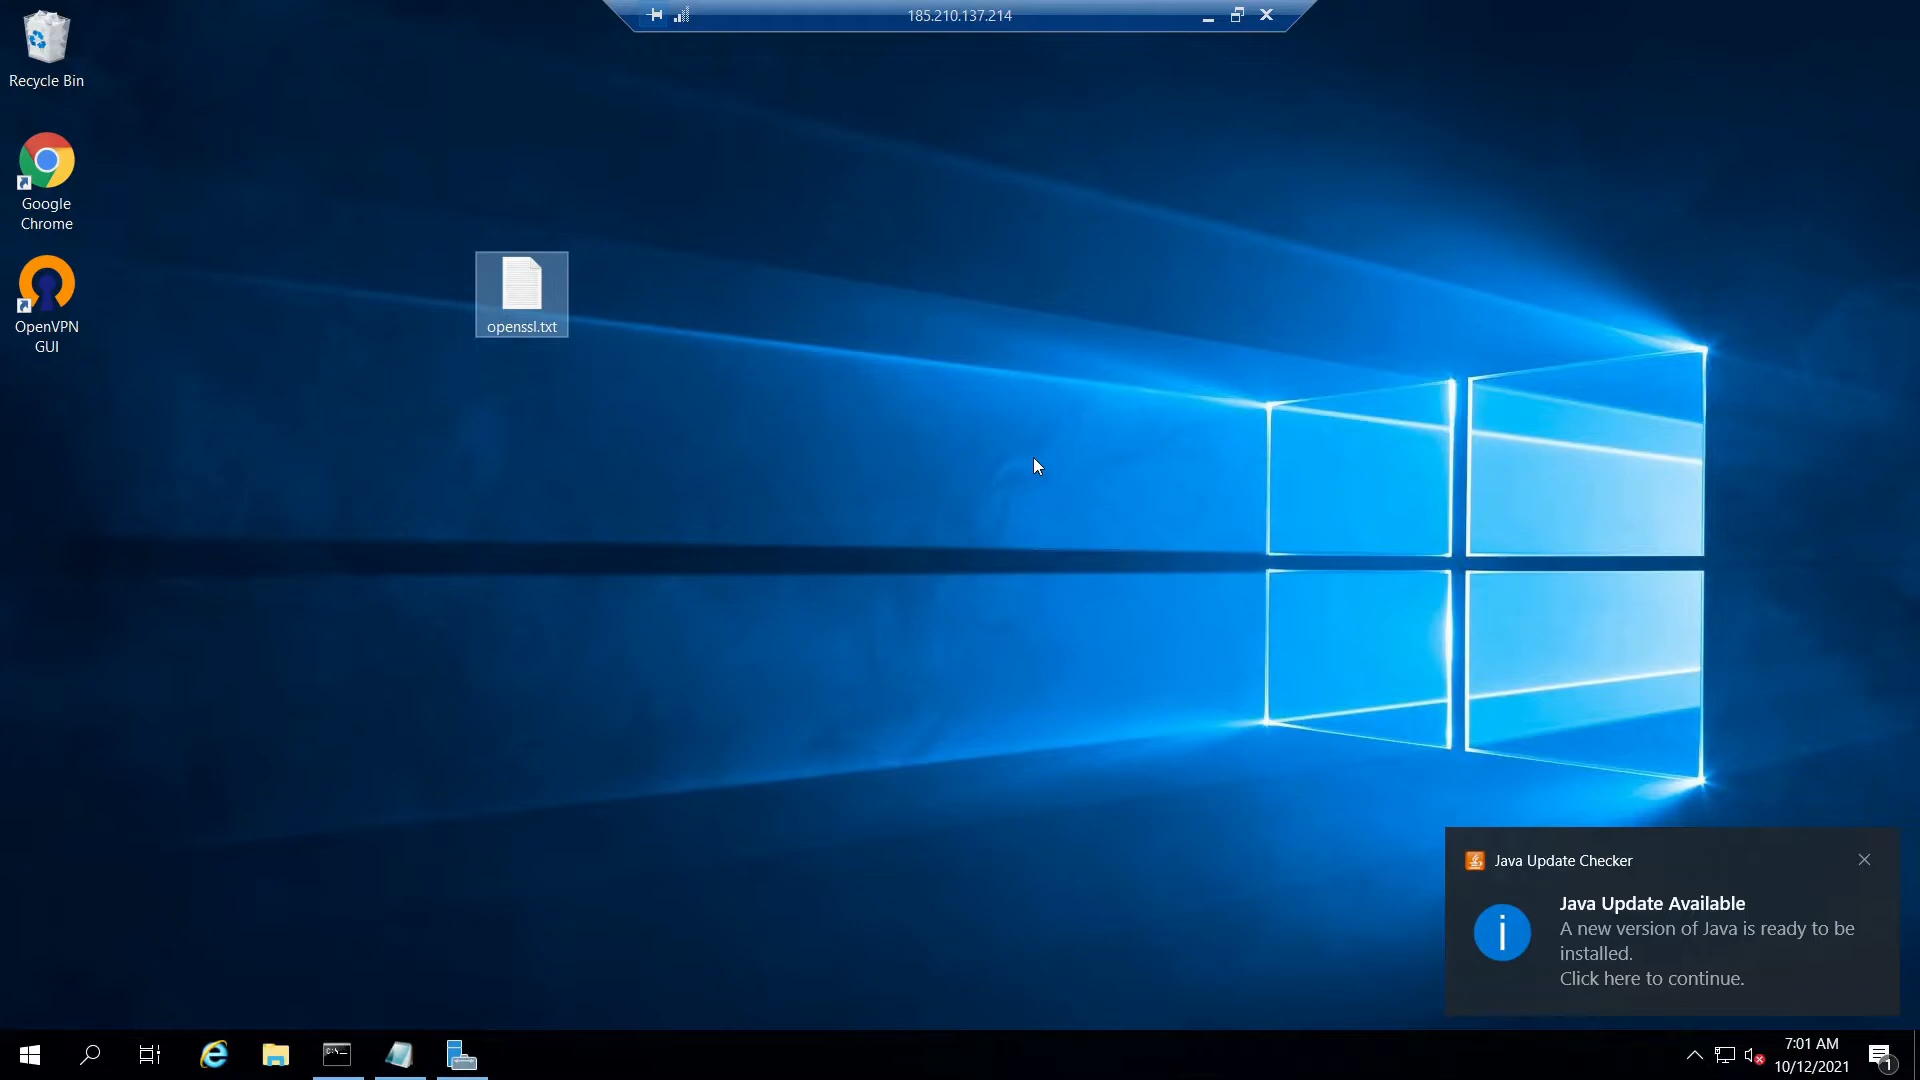 185.210.137.214
Recycle Bin
Google
Chrome
OpenVPN
GUI
openssl.txt
Java Update Checker
Java Update Available
A new version of Java is ready to be
installed.
Click here to continue.
C:\_
7:01 AM
10/12/2021
1